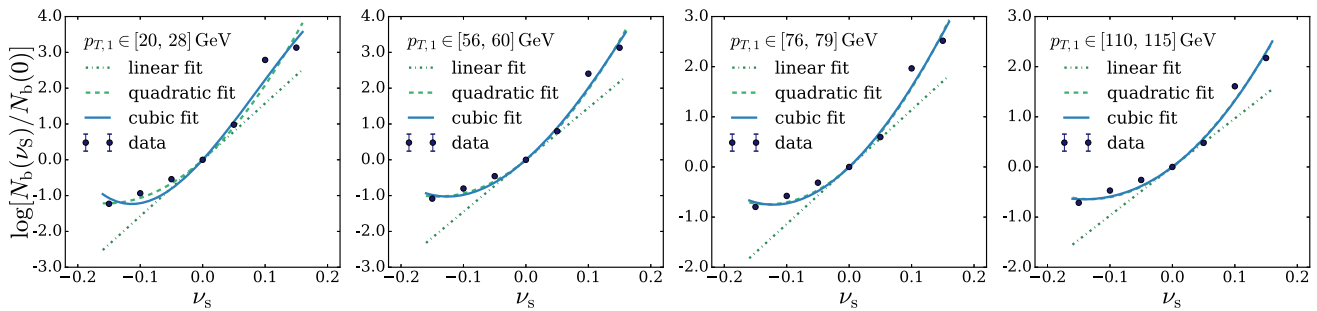 log[N_b(ν_S)/N_b(0)]
4.0
3.0
2.0
1.0
0.0
−1.0
−2.0
−3.0
p_{T,1} ∈ [20, 28] GeV
linear fit
quadratic fit
cubic fit
data
−0.2 −0.1 0.0 0.1 0.2
ν_s
4.0
3.0
2.0
1.0
0.0
-1.0
-2.0
-3.0
p_{T,1} ∈ [56, 60] GeV
linear fit
quadratic fit
cubic fit
data
−0.2 −0.1 0.0 0.1 0.2
ν_s
3.0
2.0
1.0
0.0
-1.0
-2.0
p_{T,1} ∈ [76, 79] GeV
linear fit
quadratic fit
cubic fit
data
−0.2 −0.1 0.0 0.1 0.2
ν_s
3.0
2.0
1.0
0.0
-1.0
-2.0
p_{T,1} ∈ [110, 115] GeV
linear fit
quadratic fit
cubic fit
data
−0.2 −0.1 0.0 0.1 0.2
ν_s